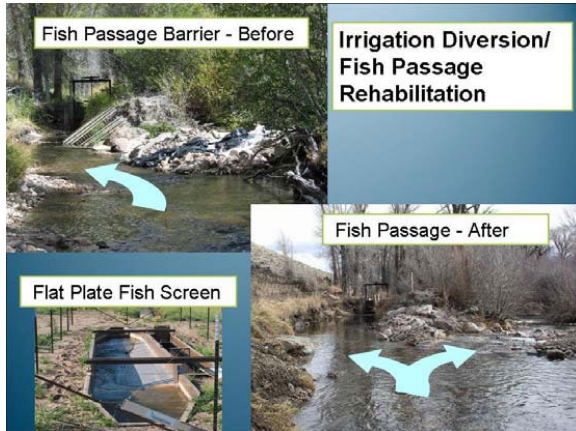 Fish Passage Barrier - Before
Irrigation Diversion/
Fish Passage
Rehabilitation
Fish Passage - After
Flat Plate Fish Screen